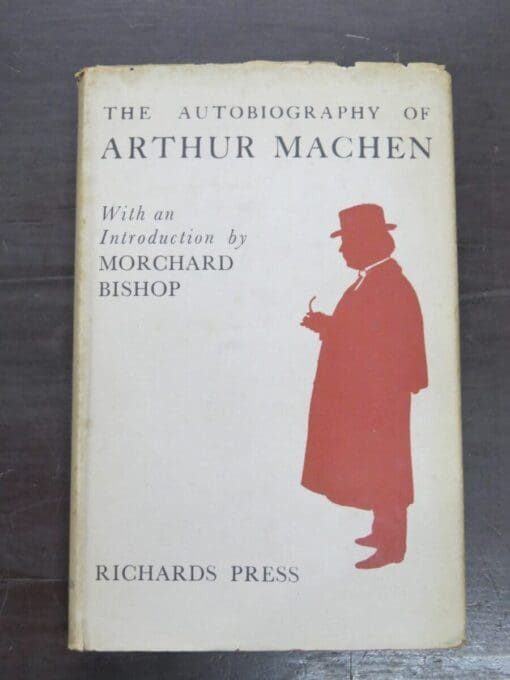 THE AUTOBIOGRAPHY OF
ARTHUR MACHEN
With an
Introduction by
MORCHARD
BISHOP
RICHARDS PRESS